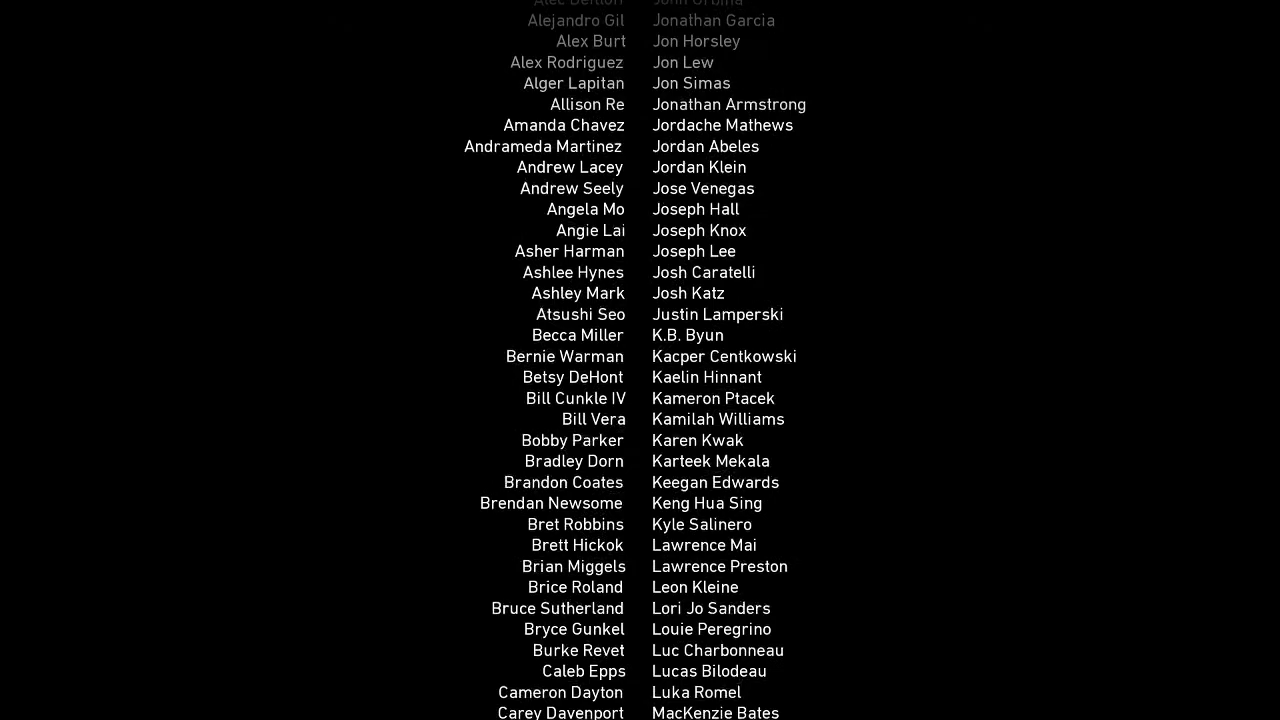 Alejandro Gil Jonathan Garcia
Alex Burt Jon Horsley
Alex Rodriguez Jon Lew
Alger Lapitan Jon Simas
Allison Re Jonathan Armstrong
Amanda Chavez Jordache Mathews
Andrameda Martinez Jordan Abeles
Andrew Lacey Jordan Klein
Andrew Seely Jose Venegas
Angela Mo Joseph Hall
Angie Lai Joseph Knox
Asher Harman Joseph Lee
Ashlee Hynes Josh Caratelli
Ashley Mark Josh Katz
Atsushi Seo Justin Lamperski
Becca Miller K.B. Byun
Bernie Warman Kacper Centkowski
Betsy DeHont Kaelin Hinnant
Bill Cunkle IV Kameron Ptacek
Bill Vera Kamilah Williams
Bobby Parker Karen Kwak
Bradley Dorn Karteek Mekala
Brandon Coates Keegan Edwards
Brendan Newsome Keng Hua Sing
Bret Robbins Kyle Salinero
Brett Hickok Lawrence Mai
Brian Miggels Lawrence Preston
Brice Roland Leon Kleine
Bruce Sutherland Lori Jo Sanders
Bryce Gunkel Louie Peregrino
Burke Revet Luc Charbonneau
Caleb Epps Lucas Bilodeau
Cameron Dayton Luka Romel
Carey Davenport MacKenzie Bates